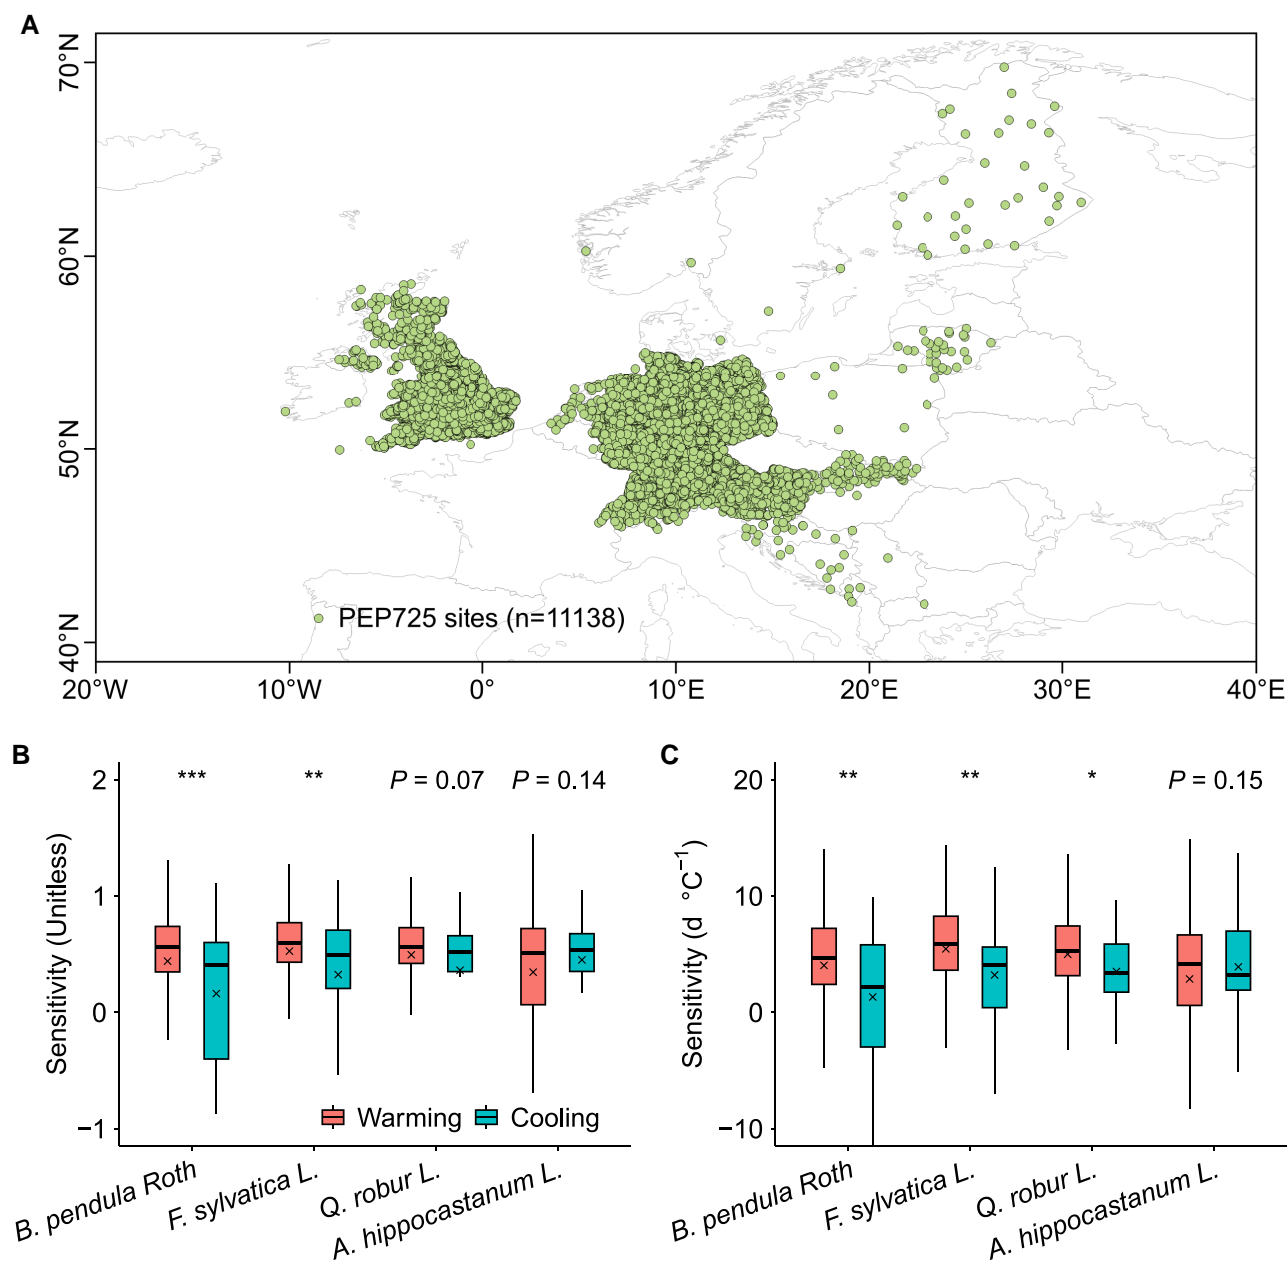 A
70°N
60°N
50°N
40°N
PEP725 sites (n=11138)
20°W 10°W 0° 10°E 20°E 30°E 40°E
B
*** ** P = 0.07 P = 0.14
2
1
0
−1
Sensitivity (Unitless)
Warming Cooling
B. pendula Roth
F. sylvatica L.
Q. robur L.
A. hippocastanum L.
C
** ** * P = 0.15
20
10
0
−10
Sensitivity (d °C⁻¹)
B. pendula Roth
F. sylvatica L.
Q. robur L.
A. hippocastanum L.